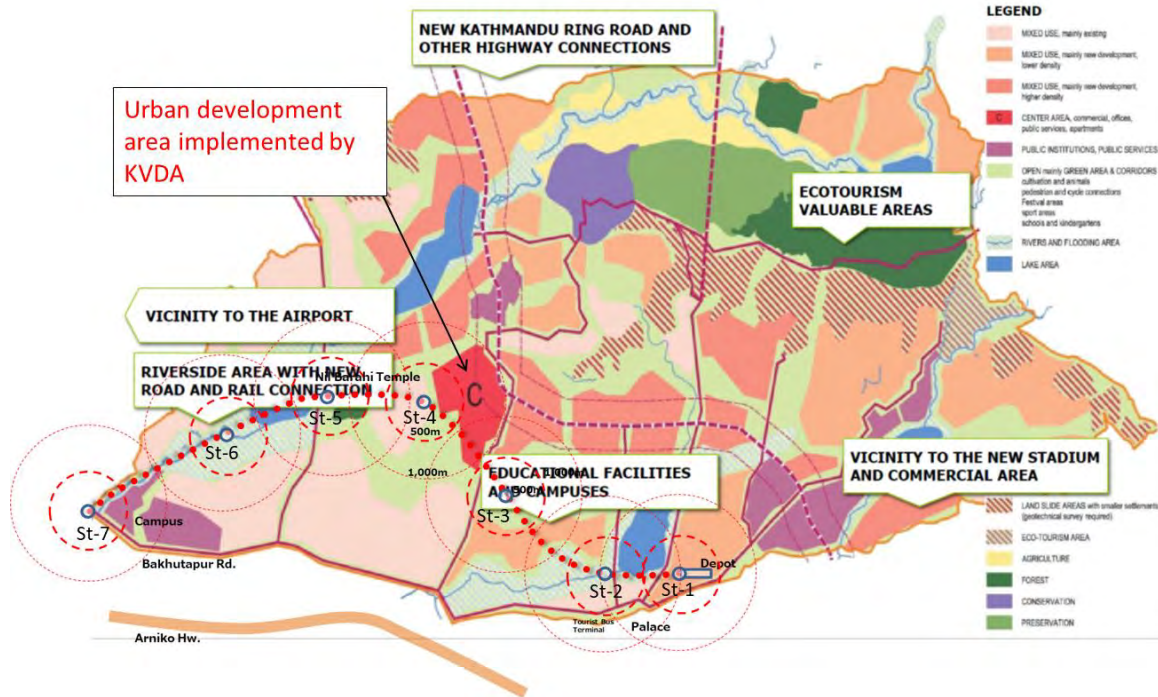 NEW KATHMANDU RING ROAD AND
OTHER HIGHWAY CONNECTIONS
Urban development
area implemented by
KVDA
ECOTOURISM
VALUABLE AREAS
VICINITY TO THE AIRPORT
RIVERSIDE AREA WITH NEW
ROAD AND RAIL CONNECTION
Nil Barahi Temple
C
St-5
St-4
500m
St-6
1,000m
EDUCATIONAL FACILITIES
AND CAMPUSES
1,000m
500m
St-3
VICINITY TO THE NEW STADIUM
AND COMMERCIAL AREA
St-7
Campus
Bakhutapur Rd.
Depot
St-2
St-1
Tourist Bus
Terminal
Palace
Arniko Hw.
LEGEND
MIXED USE, mainly existing
MIXED USE, mainly new development,
lower density
MIXED USE, mainly new development,
higher density
C
CENTER AREA, commercial, offices,
public services, apartments
PUBLIC INSTITUTIONS, PUBLIC SERVICES
OPEN mainly GREEN AREA & CORRIDORS
cultivation and animals
pedestion and cycle connections
Festival areas
sport areas
schools and kindergartens
RIVERS AND FLOODING AREA
LAKE AREA
LAND SLIDE AREAS with smaller settlements
(geotechnical survey required)
ECO-TOURISM AREA
AGRICULTURE
FOREST
CONSERVATION
PRESERVATION